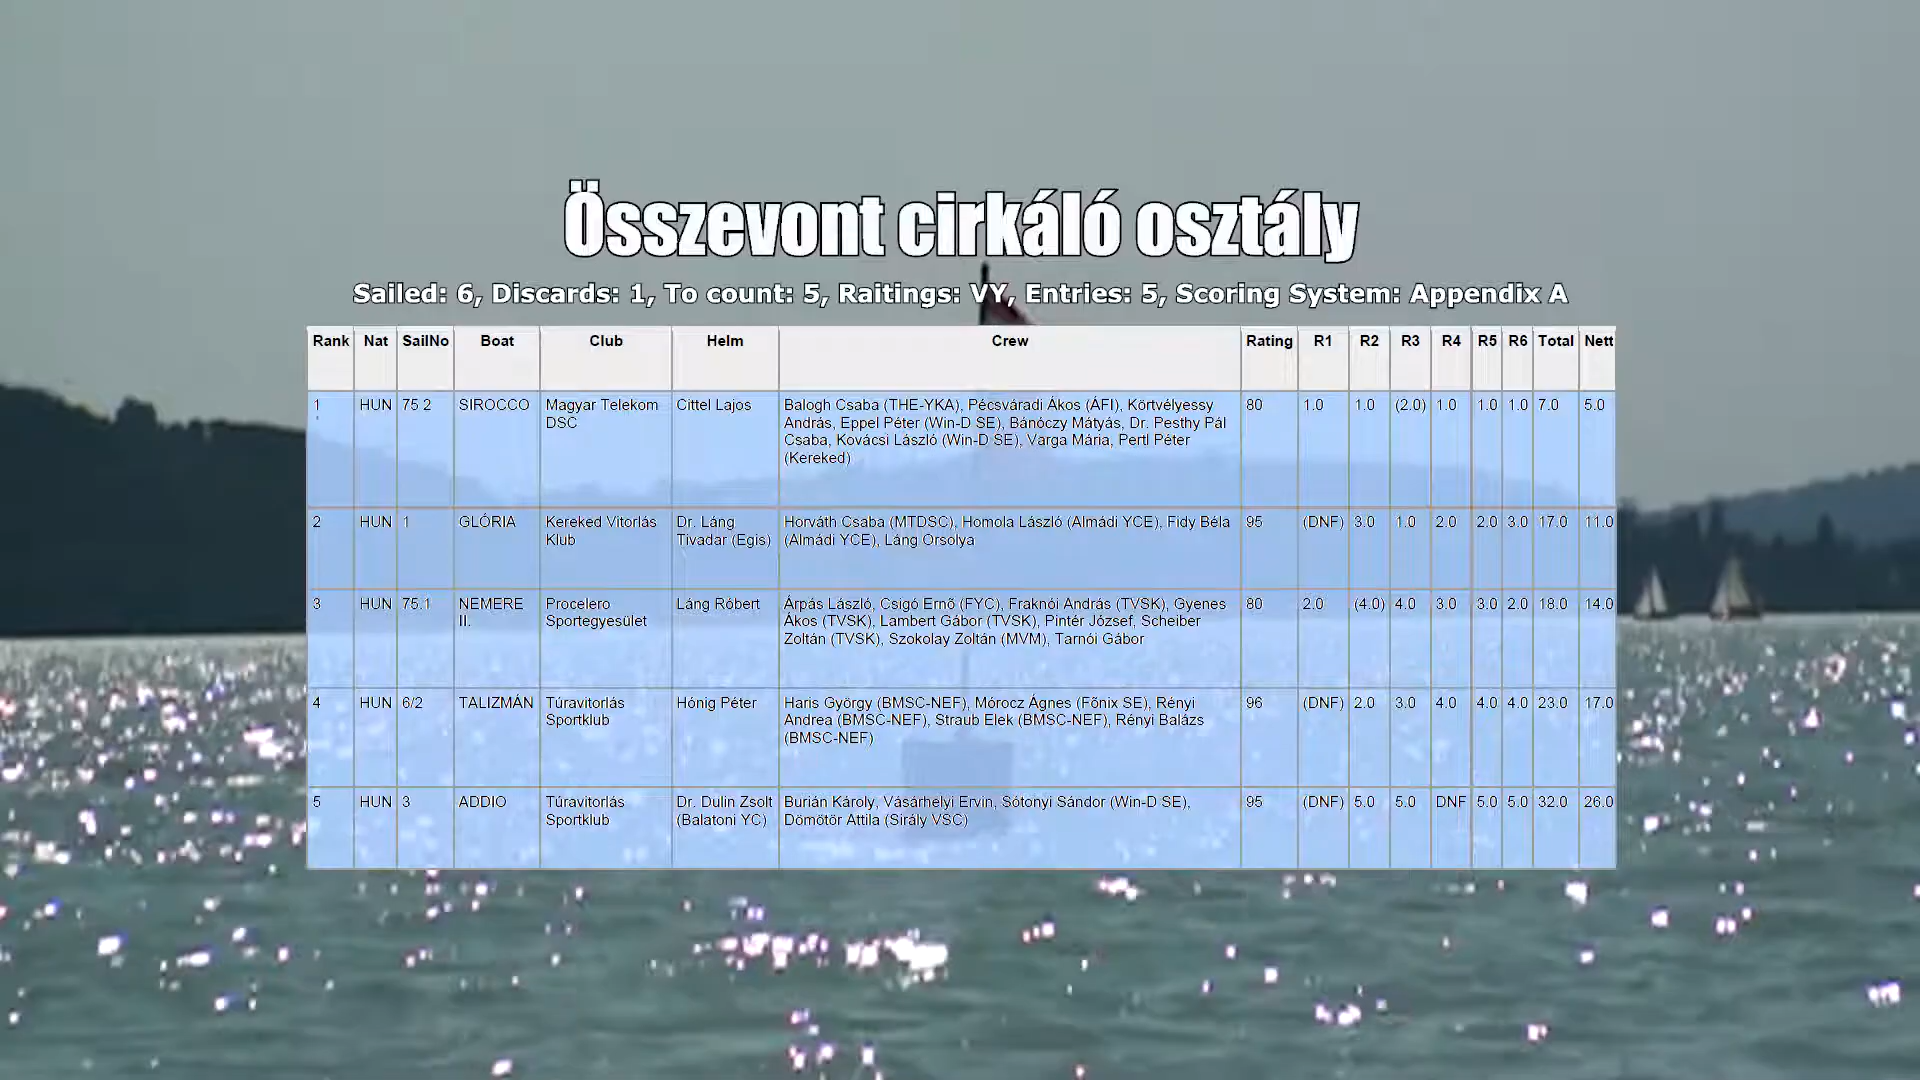 Összevont cirkáló osztály
Sailed: 6, Discards: 1, To count: 5, Raitings: VY, Entries: 5, Scoring System: Appendix A
Rank Nat SailNo Boat Club Helm Crew Rating R1 R2 R3 R4 R5 R6 Total Nett
1 HUN 75 2 SIROCCO Magyar Telekom Cittel Lajos Balogh Csaba (THE-YKA), Pécsváradi Ákos (ÁFI), Körtvélyessy 80 1.0 1.0 (2.0) 1.0 1.0 1.0 7.0 5.0
DSC András, Eppel Péter (Win-D SE), Bánóczy Mátyás, Dr. Pesthy Pál
Csaba, Kovácsi László (Win-D SE), Varga Mária, Pertl Péter
(Kereked)
2 HUN 1 GLÓRIA Kereked Vitorlás Dr. Láng Horváth Csaba (MTDSC), Homola László (Almádi YCE), Fidy Béla 95 (DNF) 3.0 1.0 2.0 2.0 3.0 17.0 11.0
Klub Tivadar (Egis) (Almádi YCE), Láng Orsolya
3 HUN 75.1 NEMERE Procelero Láng Róbert Árpás László, Csigó Ernõ (FYC), Fraknói András (TVSK), Gyenes 80 2.0 (4.0) 4.0 3.0 3.0 2.0 18.0 14.0
II. Sportegyesület Ákos (TVSK), Lambert Gábor (TVSK), Pintér József, Scheiber
Zoltán (TVSK), Szokolay Zoltán (MVM), Tarnói Gábor
4 HUN 6/2 TALIZMÁN Túravitorlás Hónig Péter Haris György (BMSC-NEF), Mórocz Ágnes (Fõnix SE), Rényi 96 (DNF) 2.0 3.0 4.0 4.0 4.0 23.0 17.0
Sportklub Andrea (BMSC-NEF), Straub Elek (BMSC-NEF), Rényi Balázs
(BMSC-NEF)
5 HUN 3 ADDIO Túravitorlás Dr. Dulin Zsolt Burián Károly, Vásárhelyi Ervin, Sótonyi Sándor (Win-D SE), 95 (DNF) 5.0 5.0 DNF 5.0 5.0 32.0 26.0
Sportklub (Balatoni YC) Dömötör Attila (Sirály VSC)